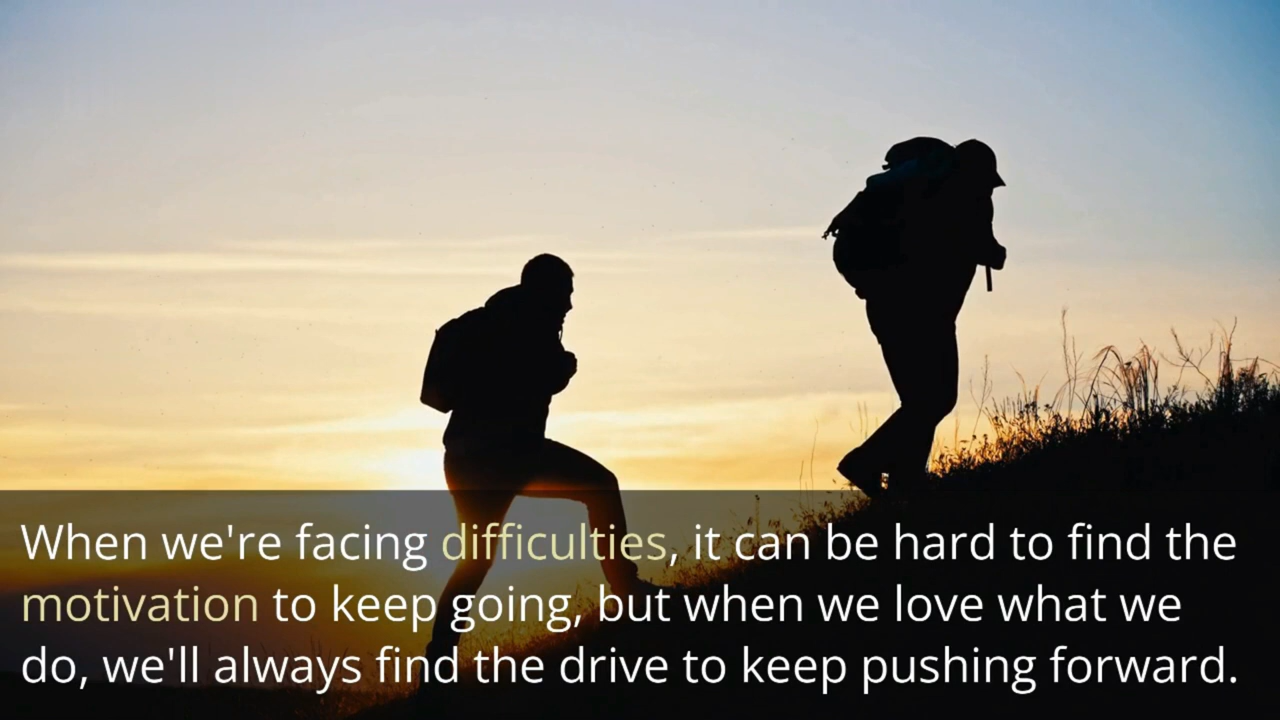 When we're facing difficulties, it can be hard to find the
motivation to keep going, but when we love what we
do, we'll always find the drive to keep pushing forward.